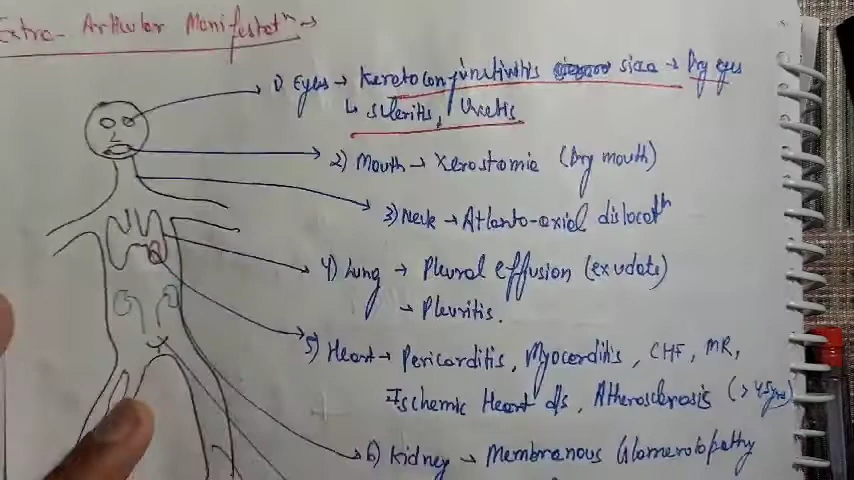 Extra-Articular Manifestatⁿ →
1) Eyes → Keratoconjunctivitis sicca → Dry eyes
↳ scleritis, Uveitis
2) Mouth → Xerostomia (Dry mouth)
3) Neck → Atlanto-axial dislocatⁿ
4) Lung → Plural effusion (exudate)
→ Pleuritis.
5) Heart → Pericarditis, Myocarditis, CHF, MR,
Ischemic Heart d/s, Atherosclerosis (>45yrs)
6) Kidney → Membranous Glomerolopathy